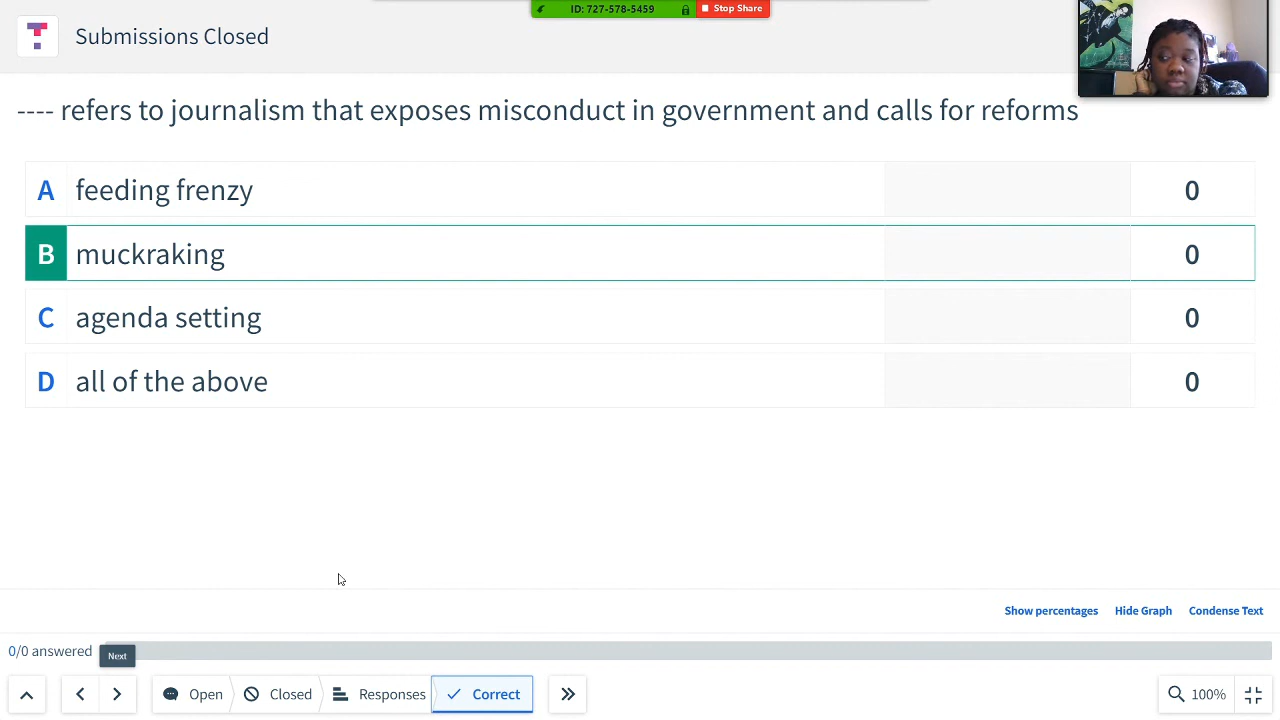 ID: 727-578-5459
Stop Share
Submissions Closed
---- refers to journalism that exposes misconduct in government and calls for reforms
A feeding frenzy 0
B muckraking 0
C agenda setting 0
D all of the above 0
Show percentages Hide Graph Condense Text
0/0 answered
Next
Open Closed Responses Correct
100%